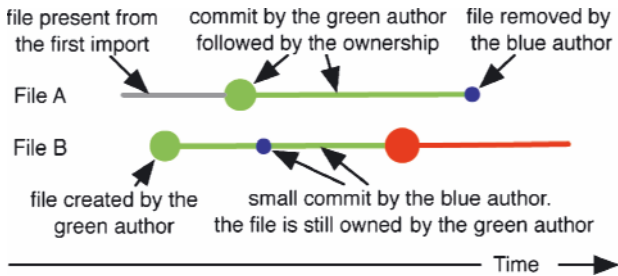 file present from
the first import
commit by the green author
followed by the ownership
file removed by
the blue author
File A
File B
file created by the
green author
small commit by the blue author.
the file is still owned by the green author
Time